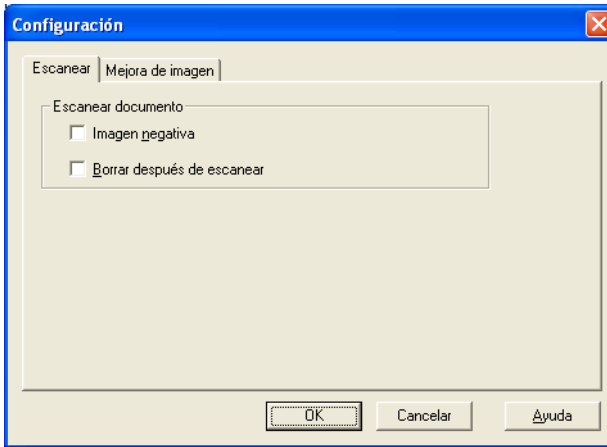 Configuración
Escanear Mejora de imagen
Escanear documento
Imagen negativa
Borrar después de escanear
OK Cancelar Ayuda